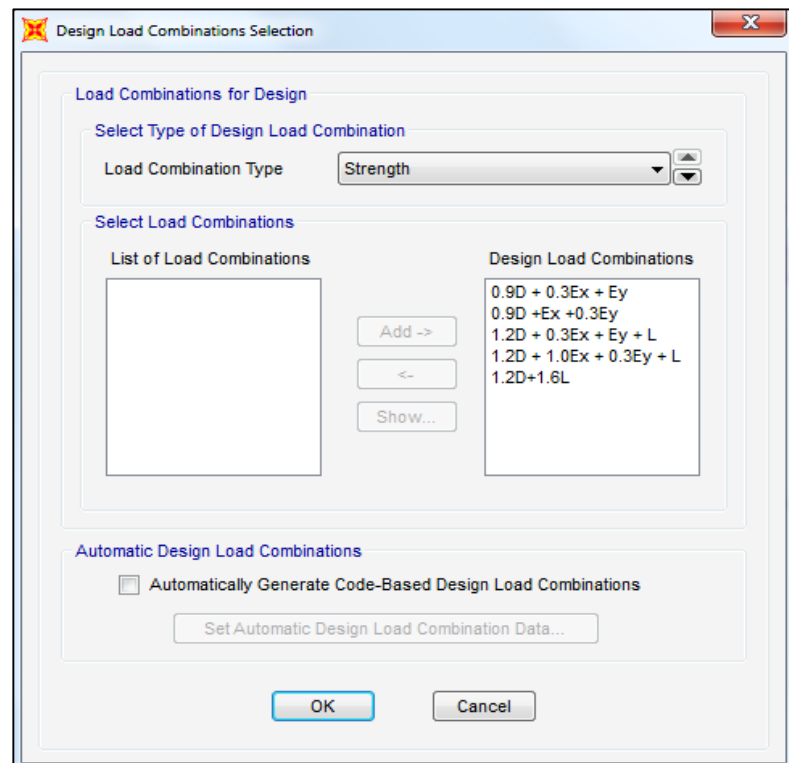 Design Load Combinations Selection
Load Combinations for Design
Select Type of Design Load Combination
Load Combination Type
Strength
Select Load Combinations
List of Load Combinations
Design Load Combinations
0.9D + 0.3Ex + Ey
0.9D +Ex +0.3Ey
1.2D + 0.3Ex + Ey + L
1.2D + 1.0Ex + 0.3Ey + L
1.2D+1.6L
Add ->
<-
Show...
Automatic Design Load Combinations
Automatically Generate Code-Based Design Load Combinations
Set Automatic Design Load Combination Data...
OK
Cancel